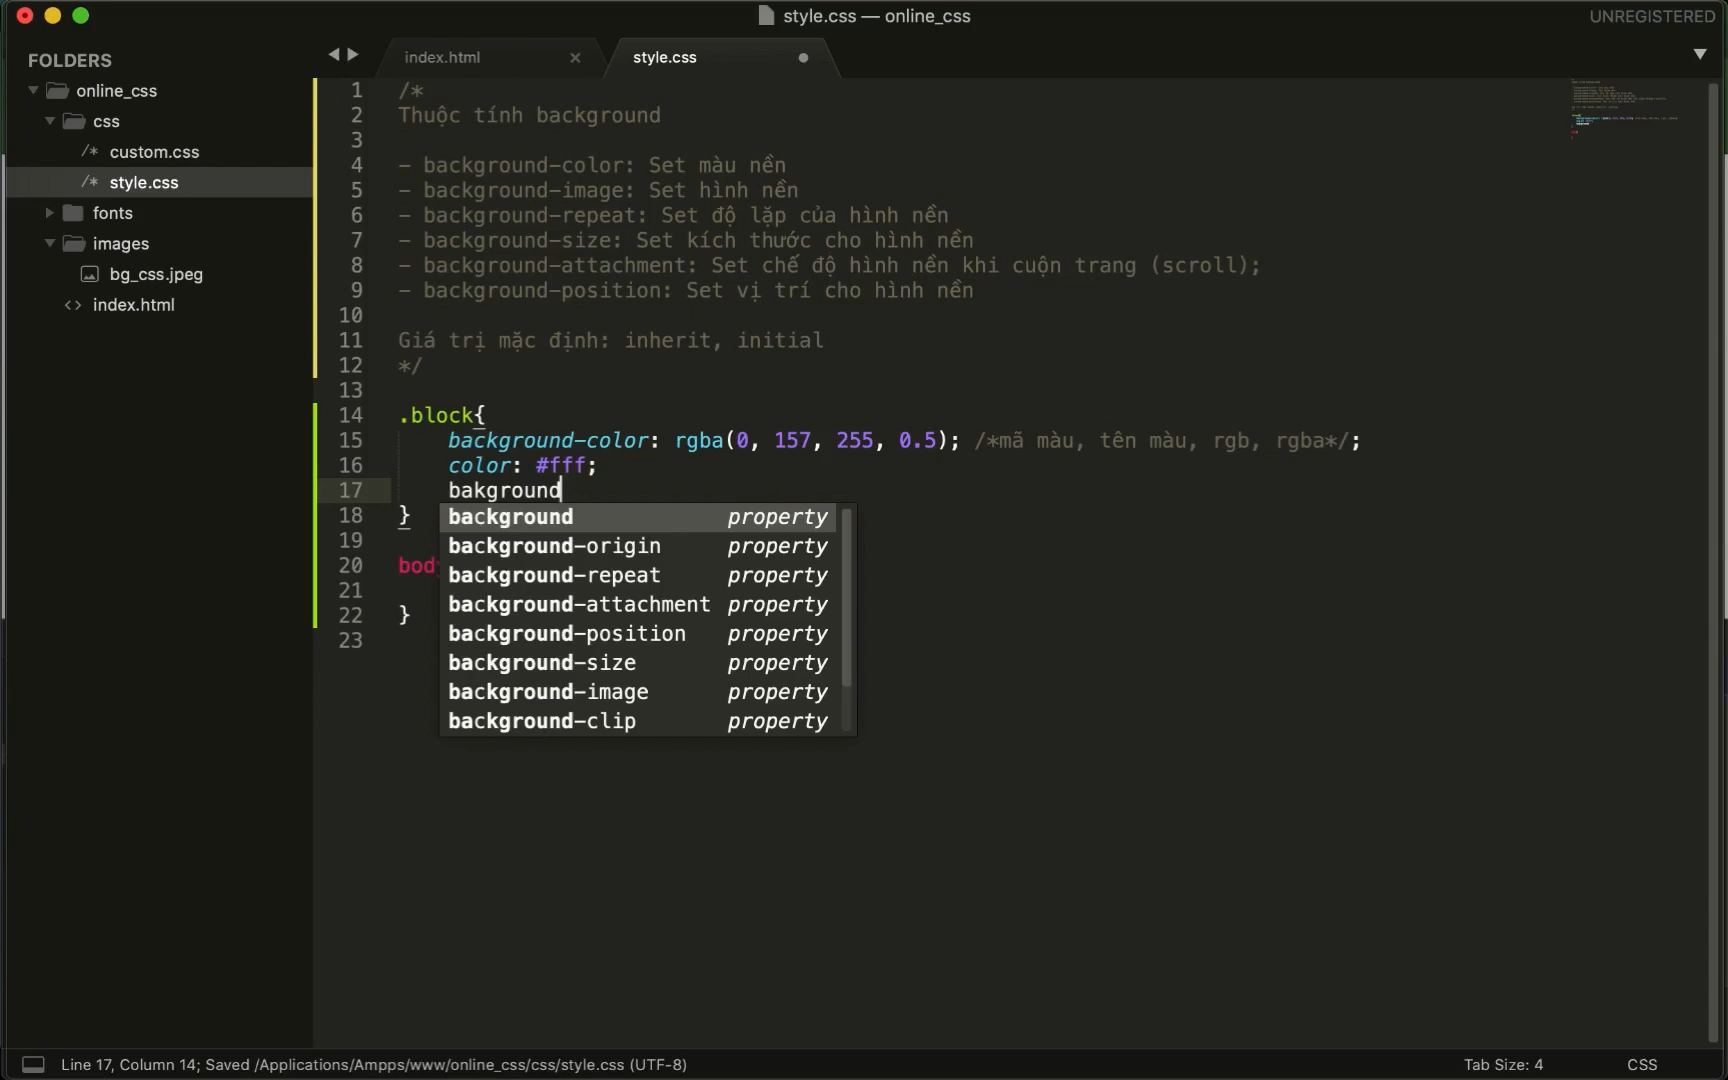 style.css — online_css
UNREGISTERED
FOLDERS
online_css
css
/* custom.css
/* style.css
fonts
images
bg_css.jpeg
<> index.html
index.html
style.css
1 /*
2 Thuộc tính background
3
4 - background-color: Set màu nền
5 - background-image: Set hình nền
6 - background-repeat: Set độ lặp của hình nền
7 - background-size: Set kích thước cho hình nền
8 - background-attachment: Set chế độ hình nền khi cuộn trang (scroll);
9 - background-position: Set vị trí cho hình nền
10
11 Giá trị mặc định: inherit, initial
12 */
13
14 .block{
15 background-color: rgba(0, 157, 255, 0.5); /*mã màu, tên màu, rgb, rgba*/;
16 color: #fff;
17 bakground
18 }
19
20 bod
21
22 }
23
background property
background-origin property
background-repeat property
background-attachment property
background-position property
background-size property
background-image property
background-clip property
Line 17, Column 14; Saved /Applications/Ampps/www/online_css/css/style.css (UTF-8)
Tab Size: 4
CSS